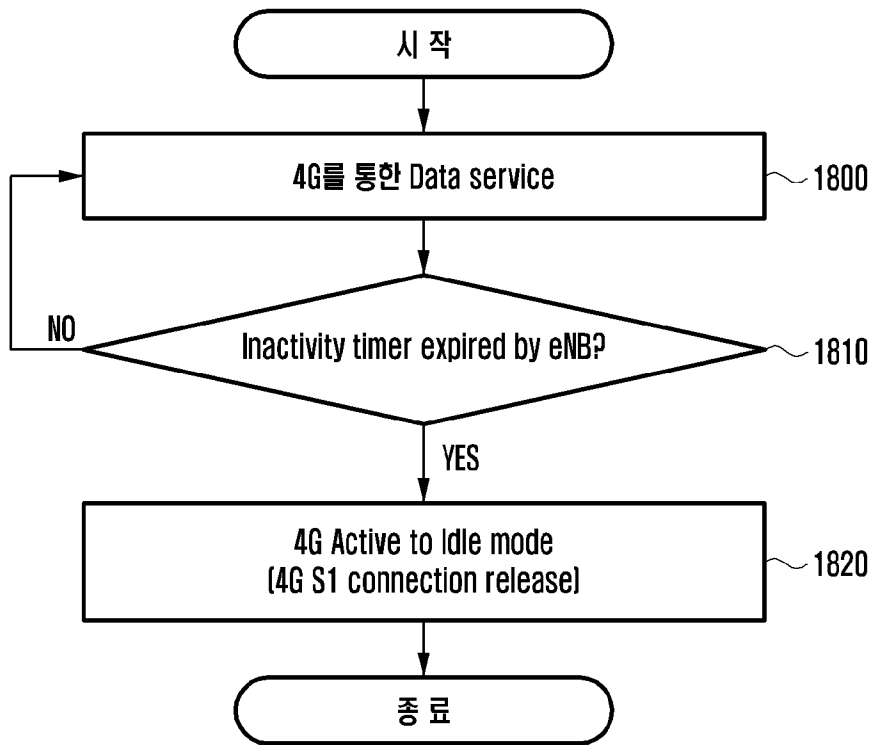 시 작
4G를 통한 Data service
1800
NO
Inactivity timer expired by eNB?
1810
YES
4G Active to Idle mode
(4G S1 connection release)
1820
종 료